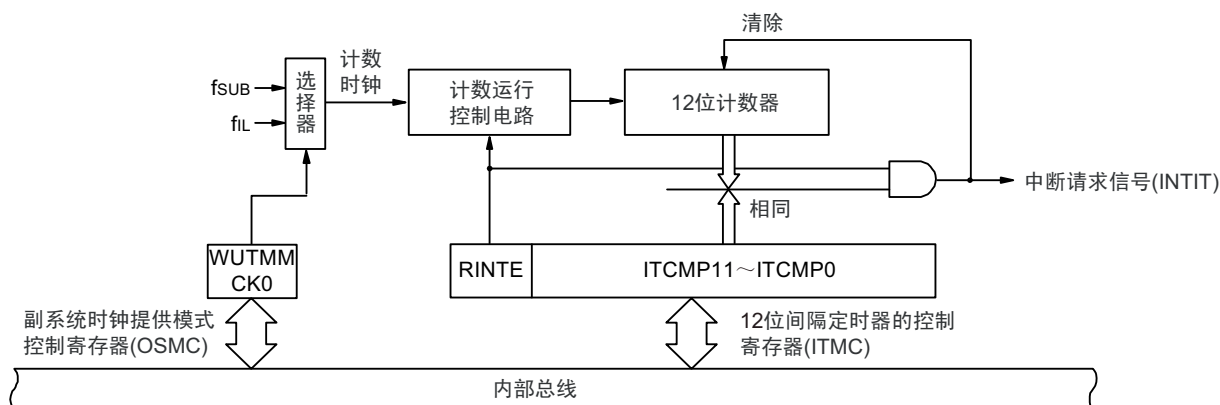 清除
计数
时钟
fSUB
fIL
选
择
器
计数运行
控制电路
12位计数器
中断请求信号(INTIT)
相同
WUTMM
CK0
RINTE
ITCMP11～ITCMP0
副系统时钟提供模式
控制寄存器(OSMC)
12位间隔定时器的控制
寄存器(ITMC)
内部总线